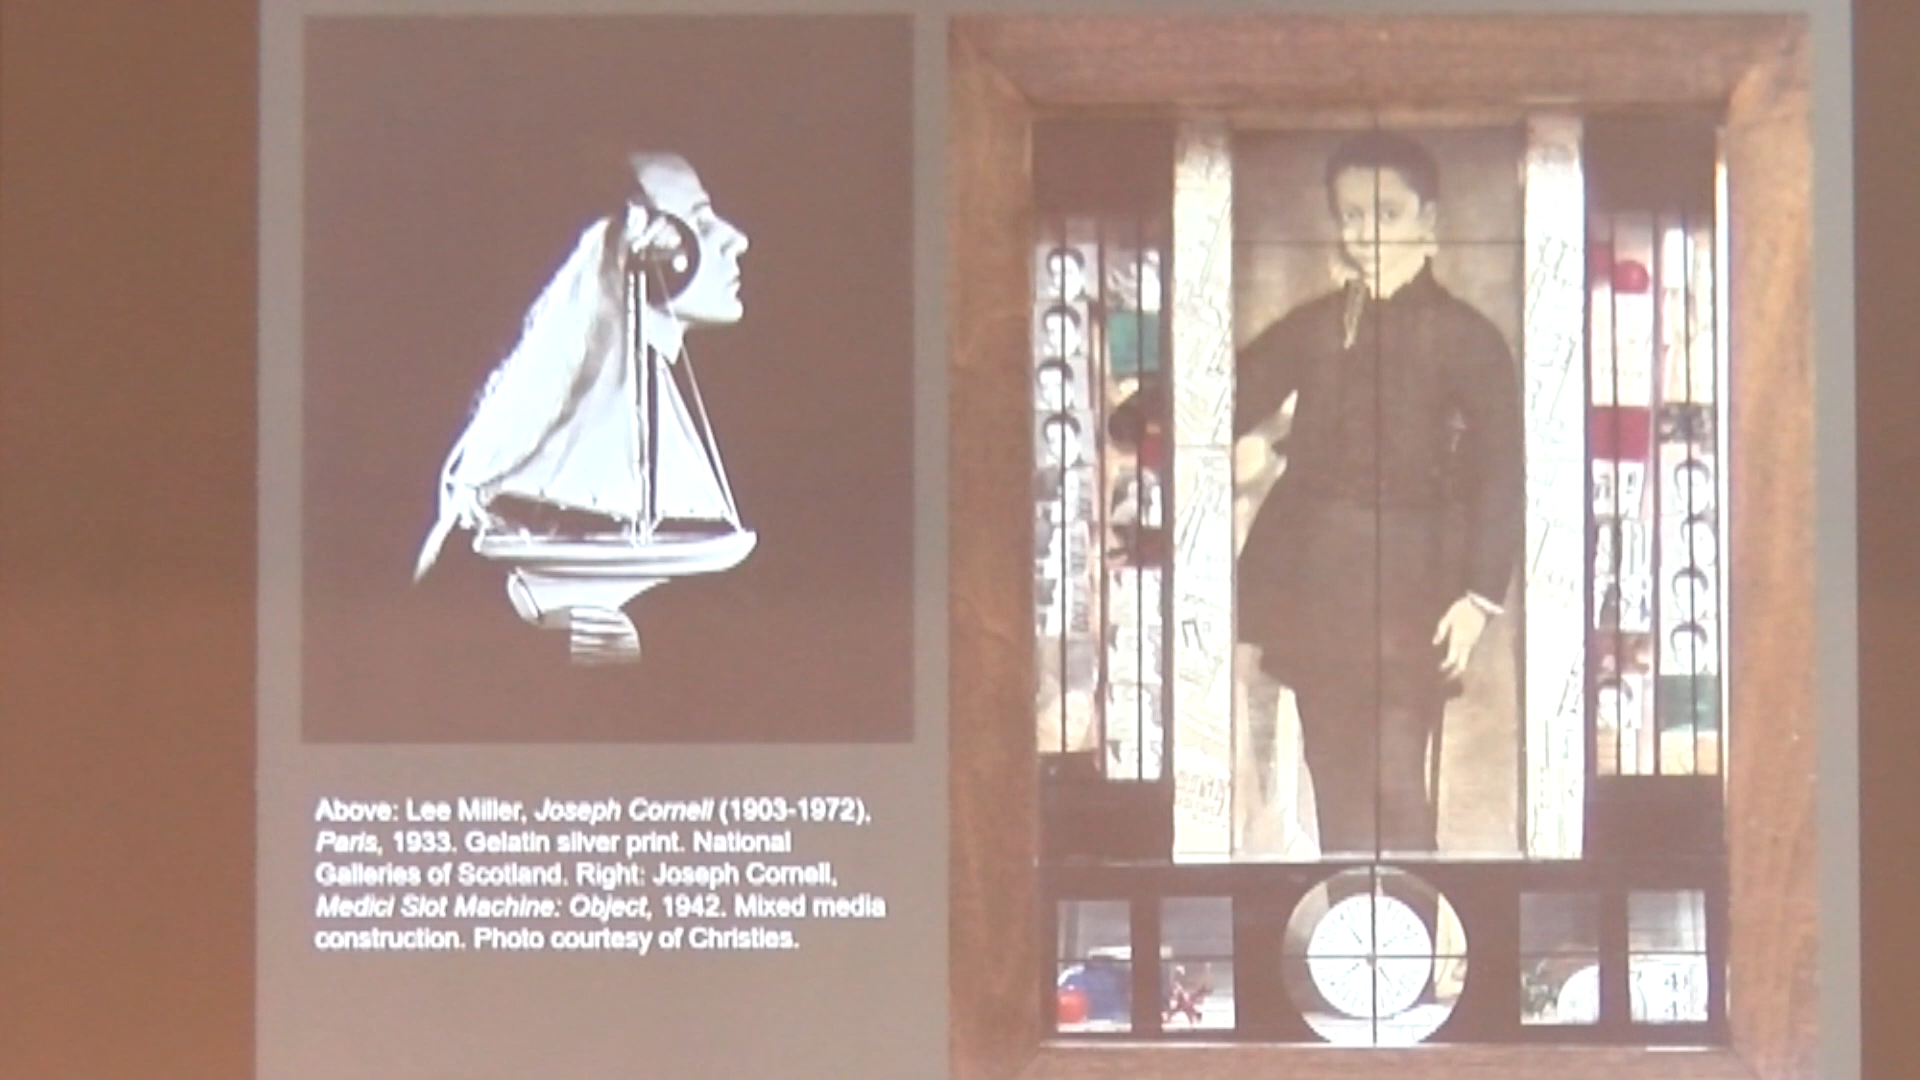 Above: Lee Miller, Joseph Cornell (1903-1972),
Paris, 1933. Gelatin silver print. National
Galleries of Scotland. Right: Joseph Cornell,
Medici Slot Machine: Object, 1942. Mixed media
construction. Photo courtesy of Christies.